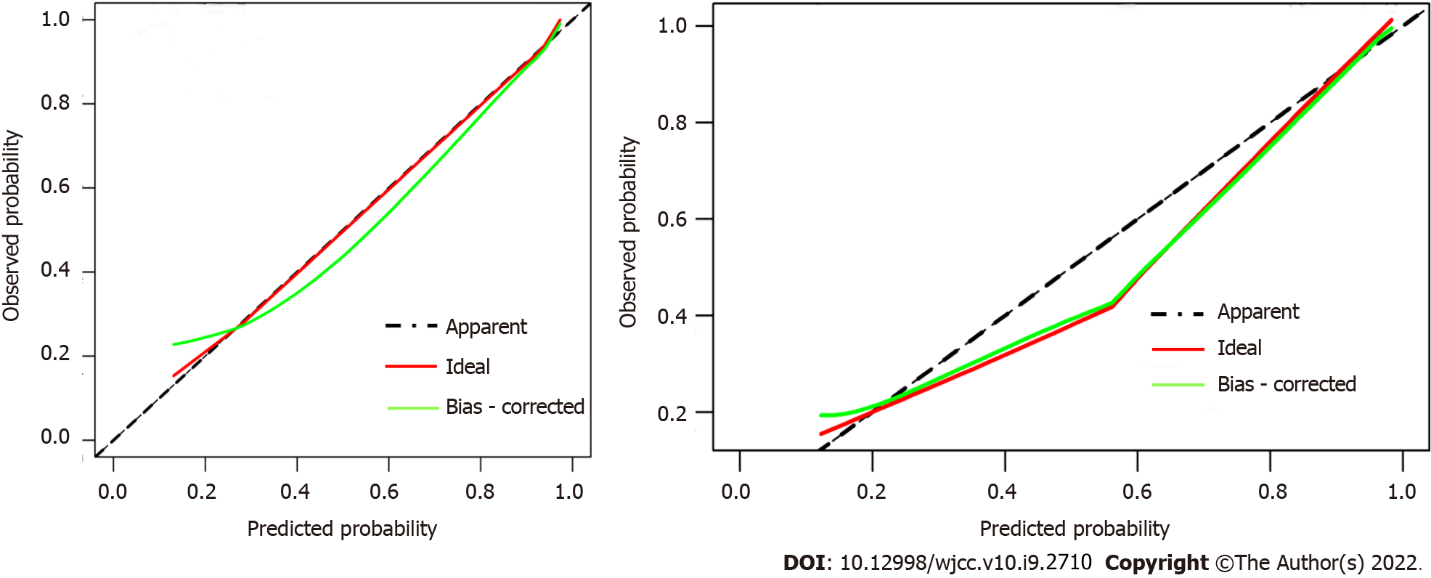 1.0
0.8
0.6
0.4
0.2
0.0
Observed probability
Apparent
Ideal
Bias - corrected
0.0 0.2 0.4 0.6 0.8 1.0
Predicted probability
1.0
0.8
0.6
0.4
0.2
Observed probability
Apparent
Ideal
Bias - corrected
0.0 0.2 0.4 0.6 0.8 1.0
Predicted probability
DOI: 10.12998/wjcc.v10.i9.2710 Copyright ©The Author(s) 2022.